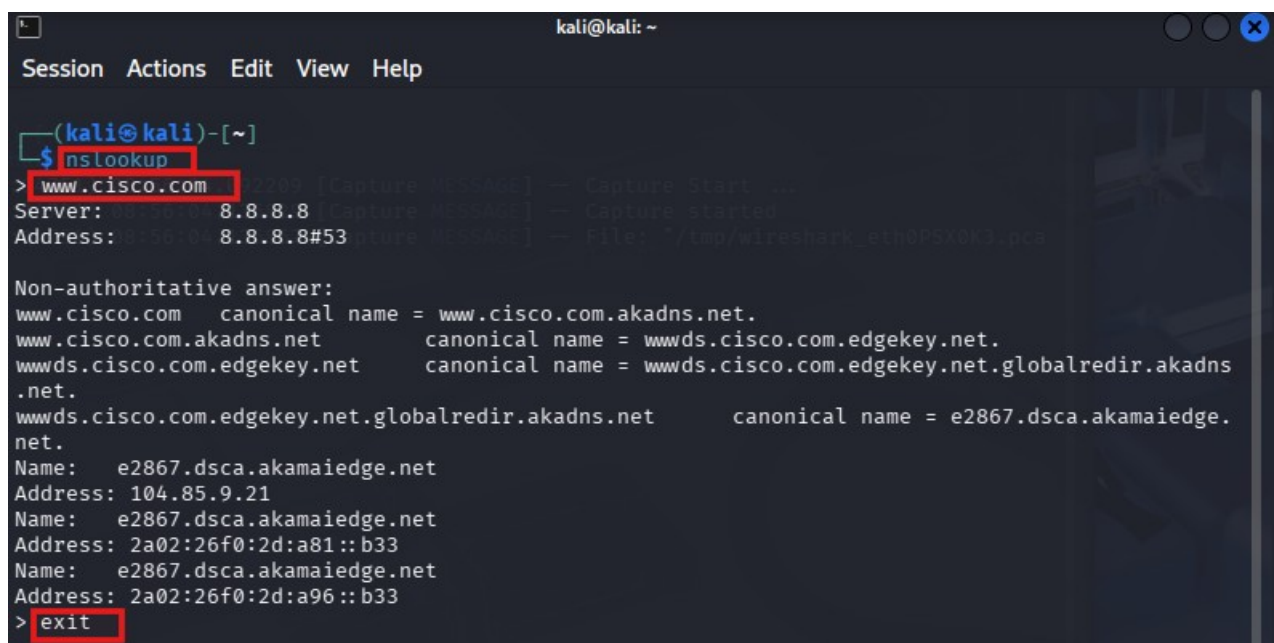 kali@kali: ~
Session Actions Edit View Help
┌──(kali㉿kali)-[~]
└─$ nslookup
> www.cisco.com
Server: 8.8.8.8
Address: 8.8.8.8#53
Non-authoritative answer:
www.cisco.com canonical name = www.cisco.com.akadns.net.
www.cisco.com.akadns.net canonical name = wwwds.cisco.com.edgekey.net.
wwwds.cisco.com.edgekey.net canonical name = wwwds.cisco.com.edgekey.net.globalredir.akadns
.net.
wwwds.cisco.com.edgekey.net.globalredir.akadns.net canonical name = e2867.dsca.akamaiedge.
net.
Name: e2867.dsca.akamaiedge.net
Address: 104.85.9.21
Name: e2867.dsca.akamaiedge.net
Address: 2a02:26f0:2d:a81::b33
Name: e2867.dsca.akamaiedge.net
Address: 2a02:26f0:2d:a96::b33
> exit